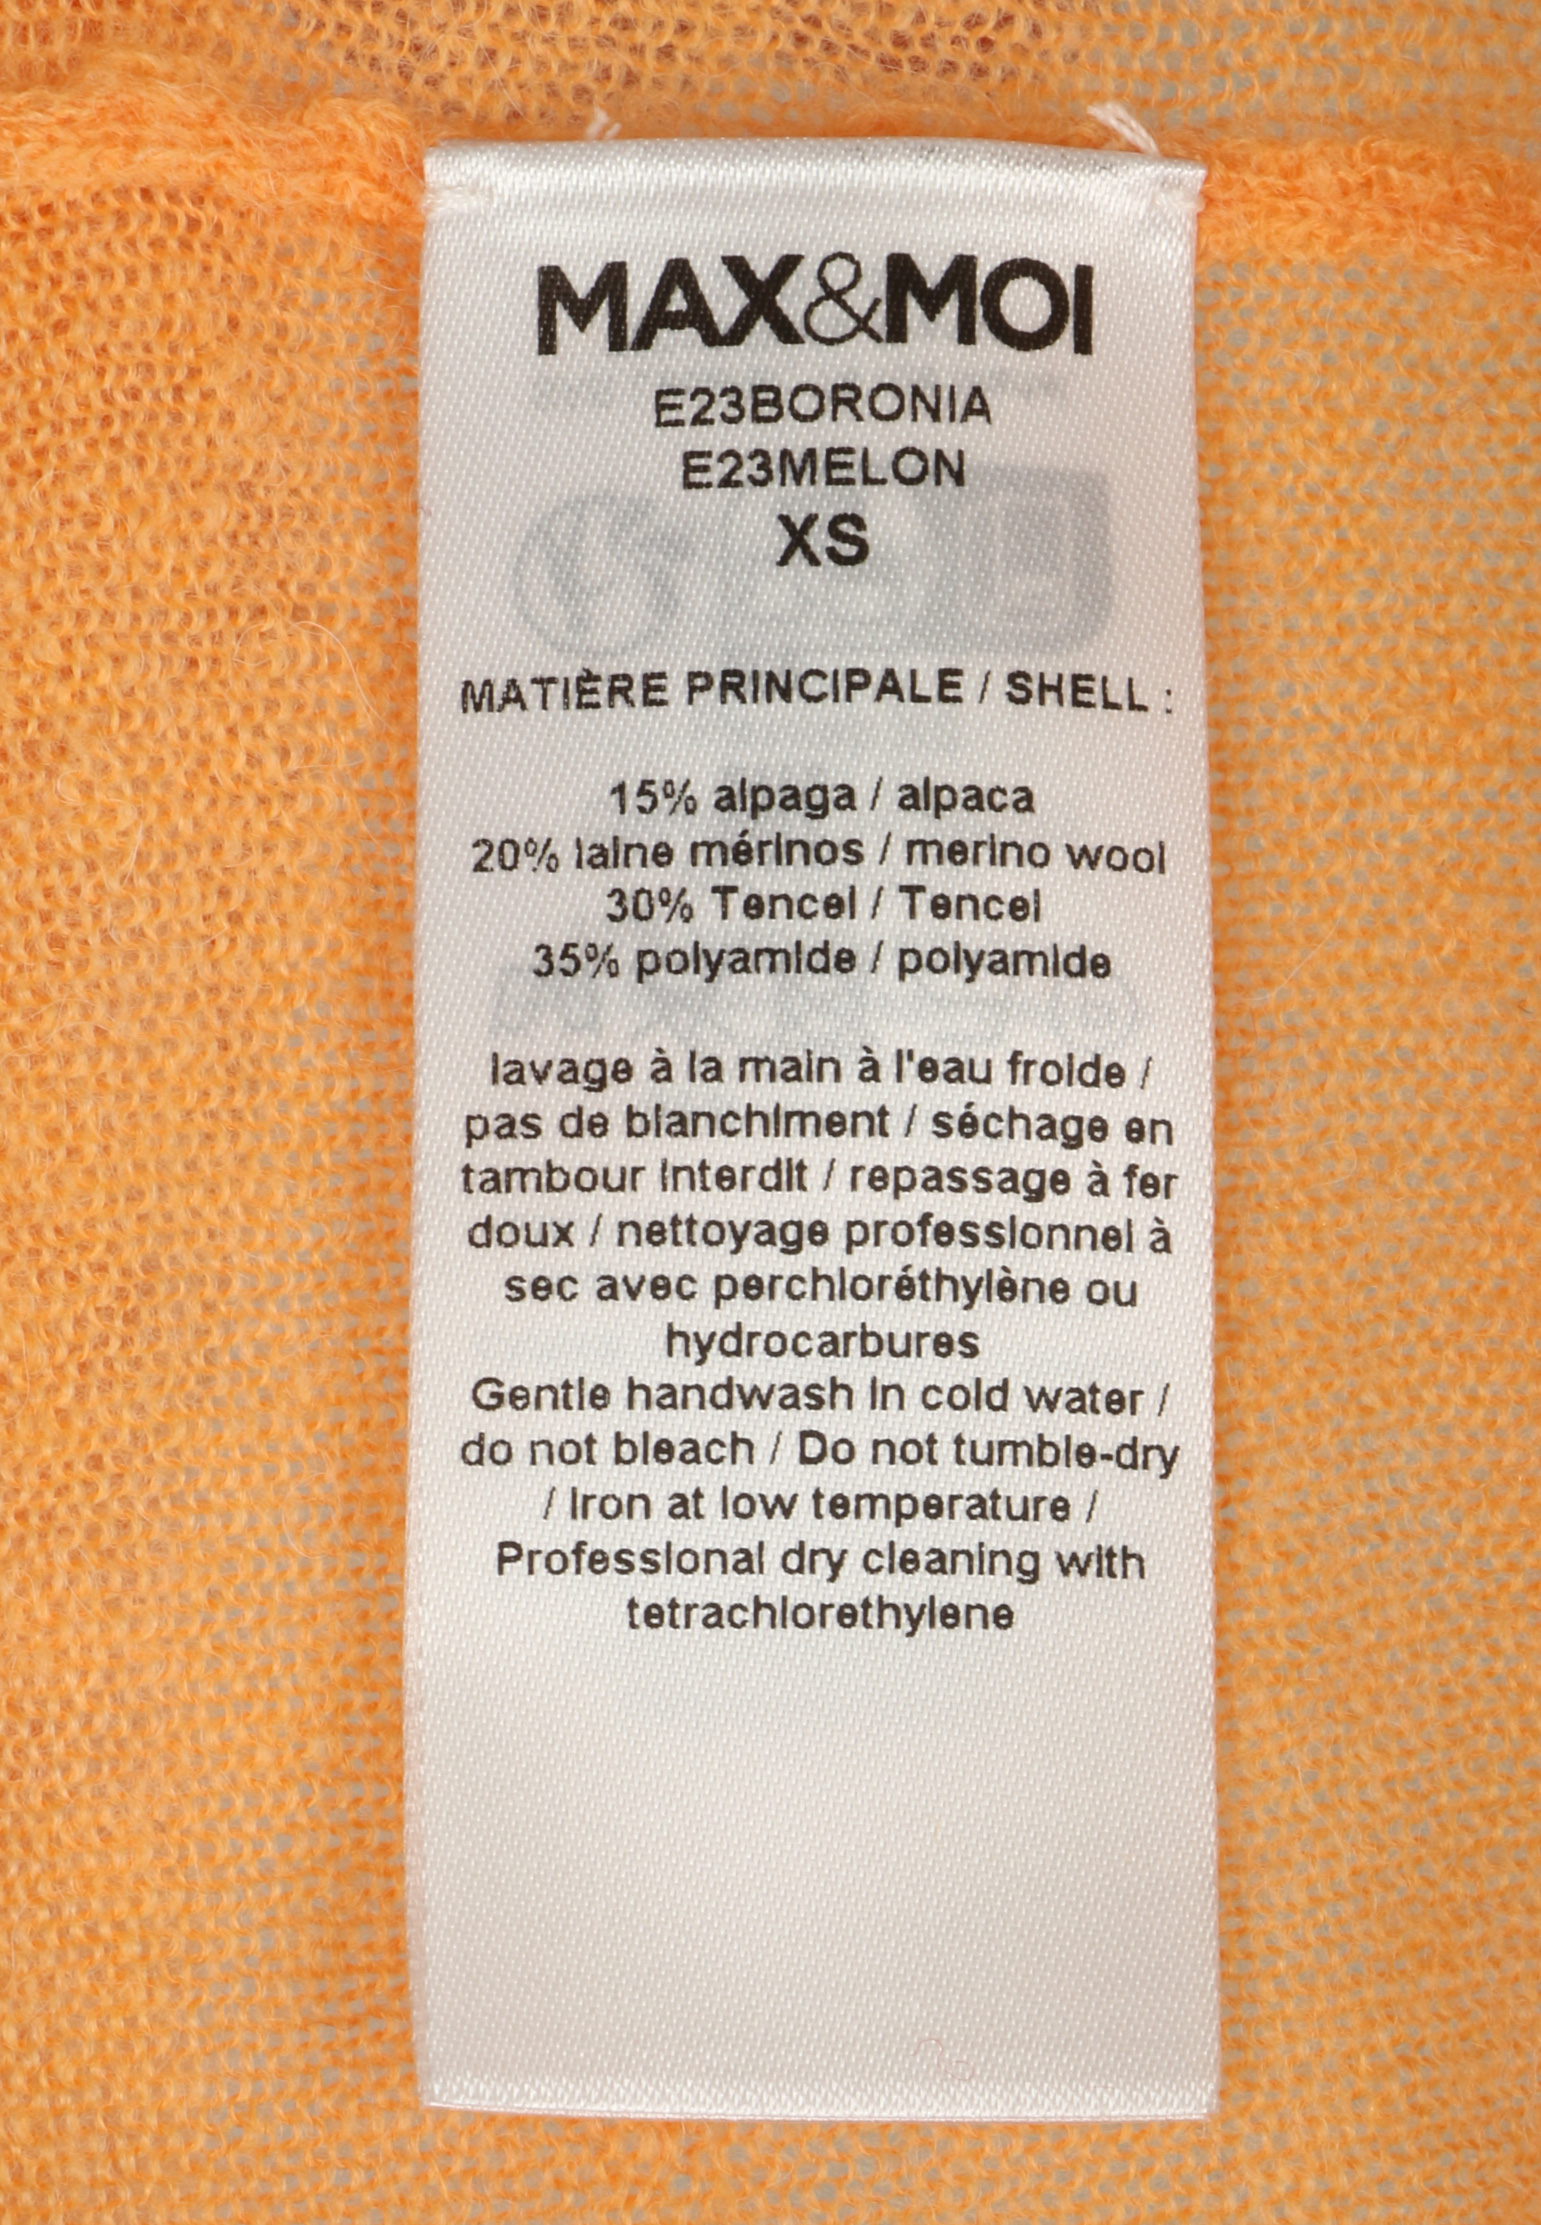 MAX&MOI
E23BORONIA
E23MELON
XS
MATIÈRE PRINCIPALE / SHELL :
15% alpaga / alpaca
20% laine mérinos / merino wool
30% Tencel / Tencel
35% polyamide / polyamide
lavage à la main à l'eau froide /
pas de blanchiment / séchage en
tambour interdit / repassage à fer
doux / nettoyage professionnel à
sec avec perchloréthylène ou
hydrocarbures
Gentle handwash in cold water /
do not bleach / Do not tumble-dry
/ Iron at low temperature /
Professional dry cleaning with
tetrachlorethylene